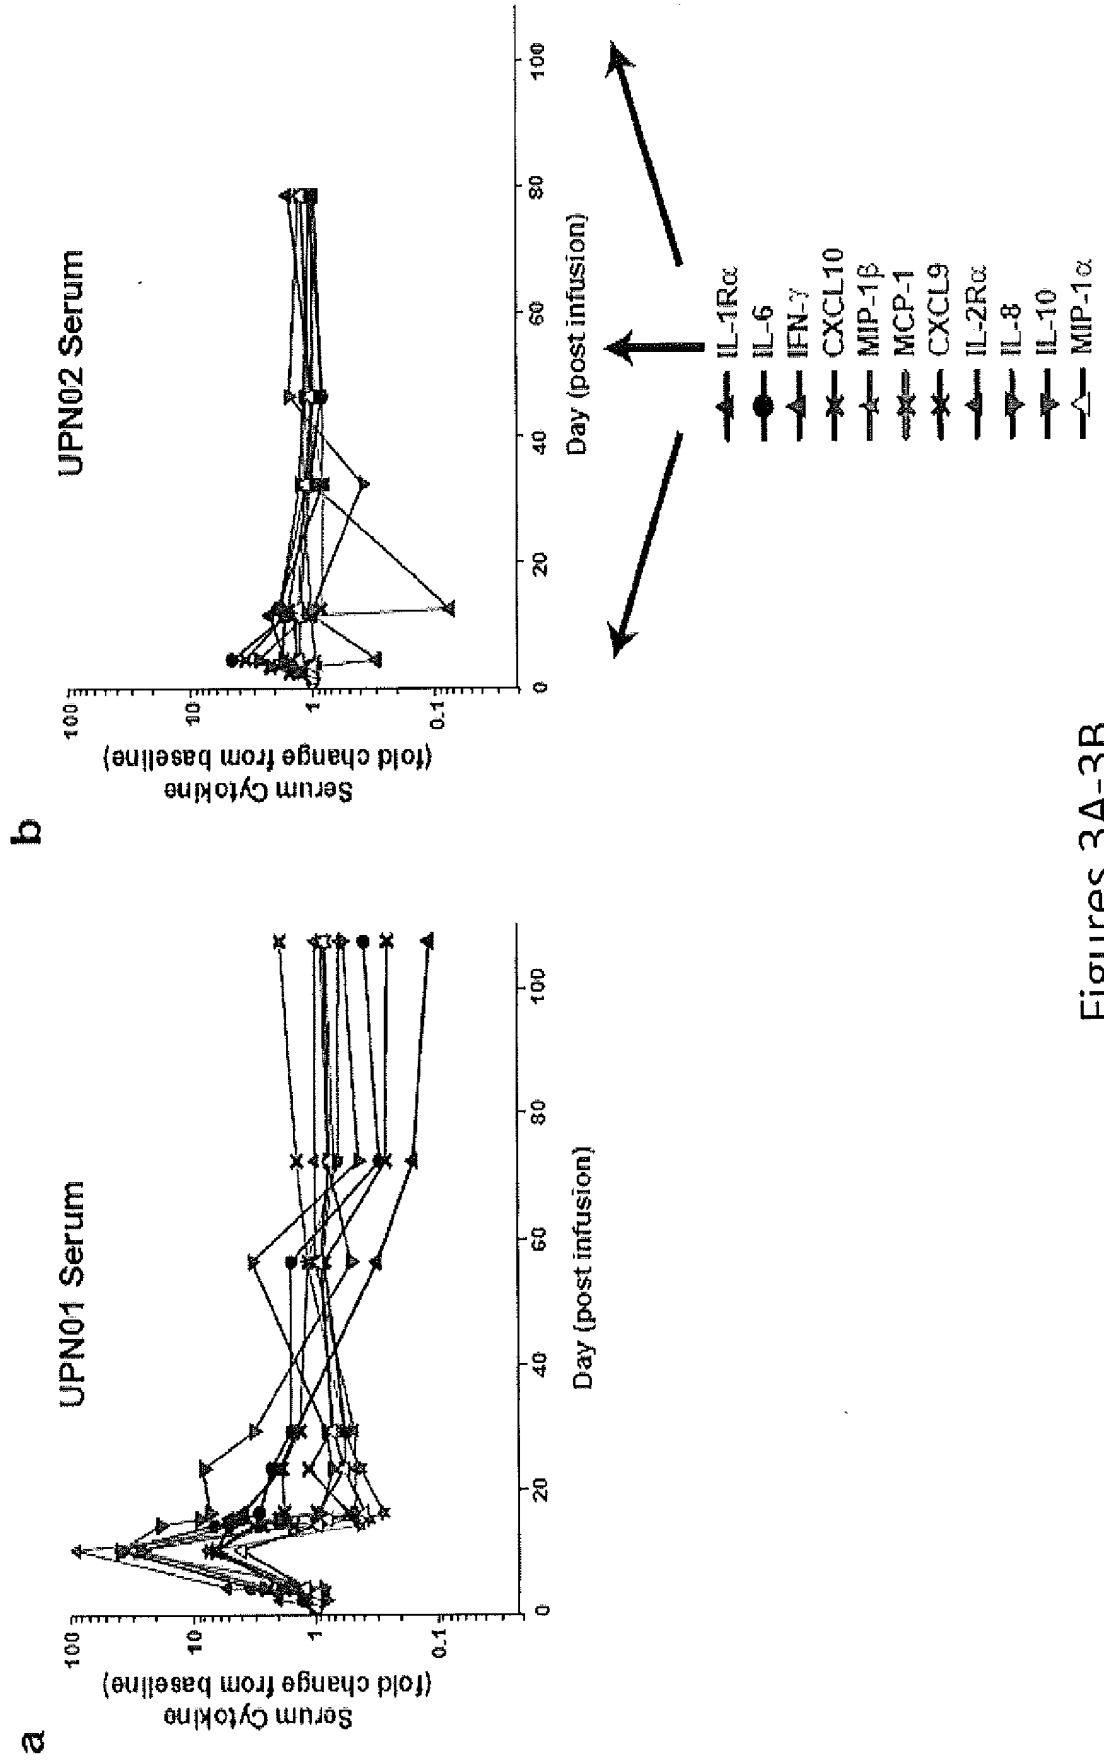 a
UPN01 Serum
Serum Cytokine
(fold change from baseline)
100
10
1
0.1
0
20
40
60
80
100
Day (post infusion)
b
UPN02 Serum
Serum Cytokine
(fold change from baseline)
100
10
1
0.1
0
20
40
60
80
100
Day (post infusion)
IL-1Rα
IL-6
IFN-γ
CXCL10
MIP-1β
MCP-1
CXCL9
IL-2Rα
IL-8
IL-10
MIP-1α
Figures 3A-3B